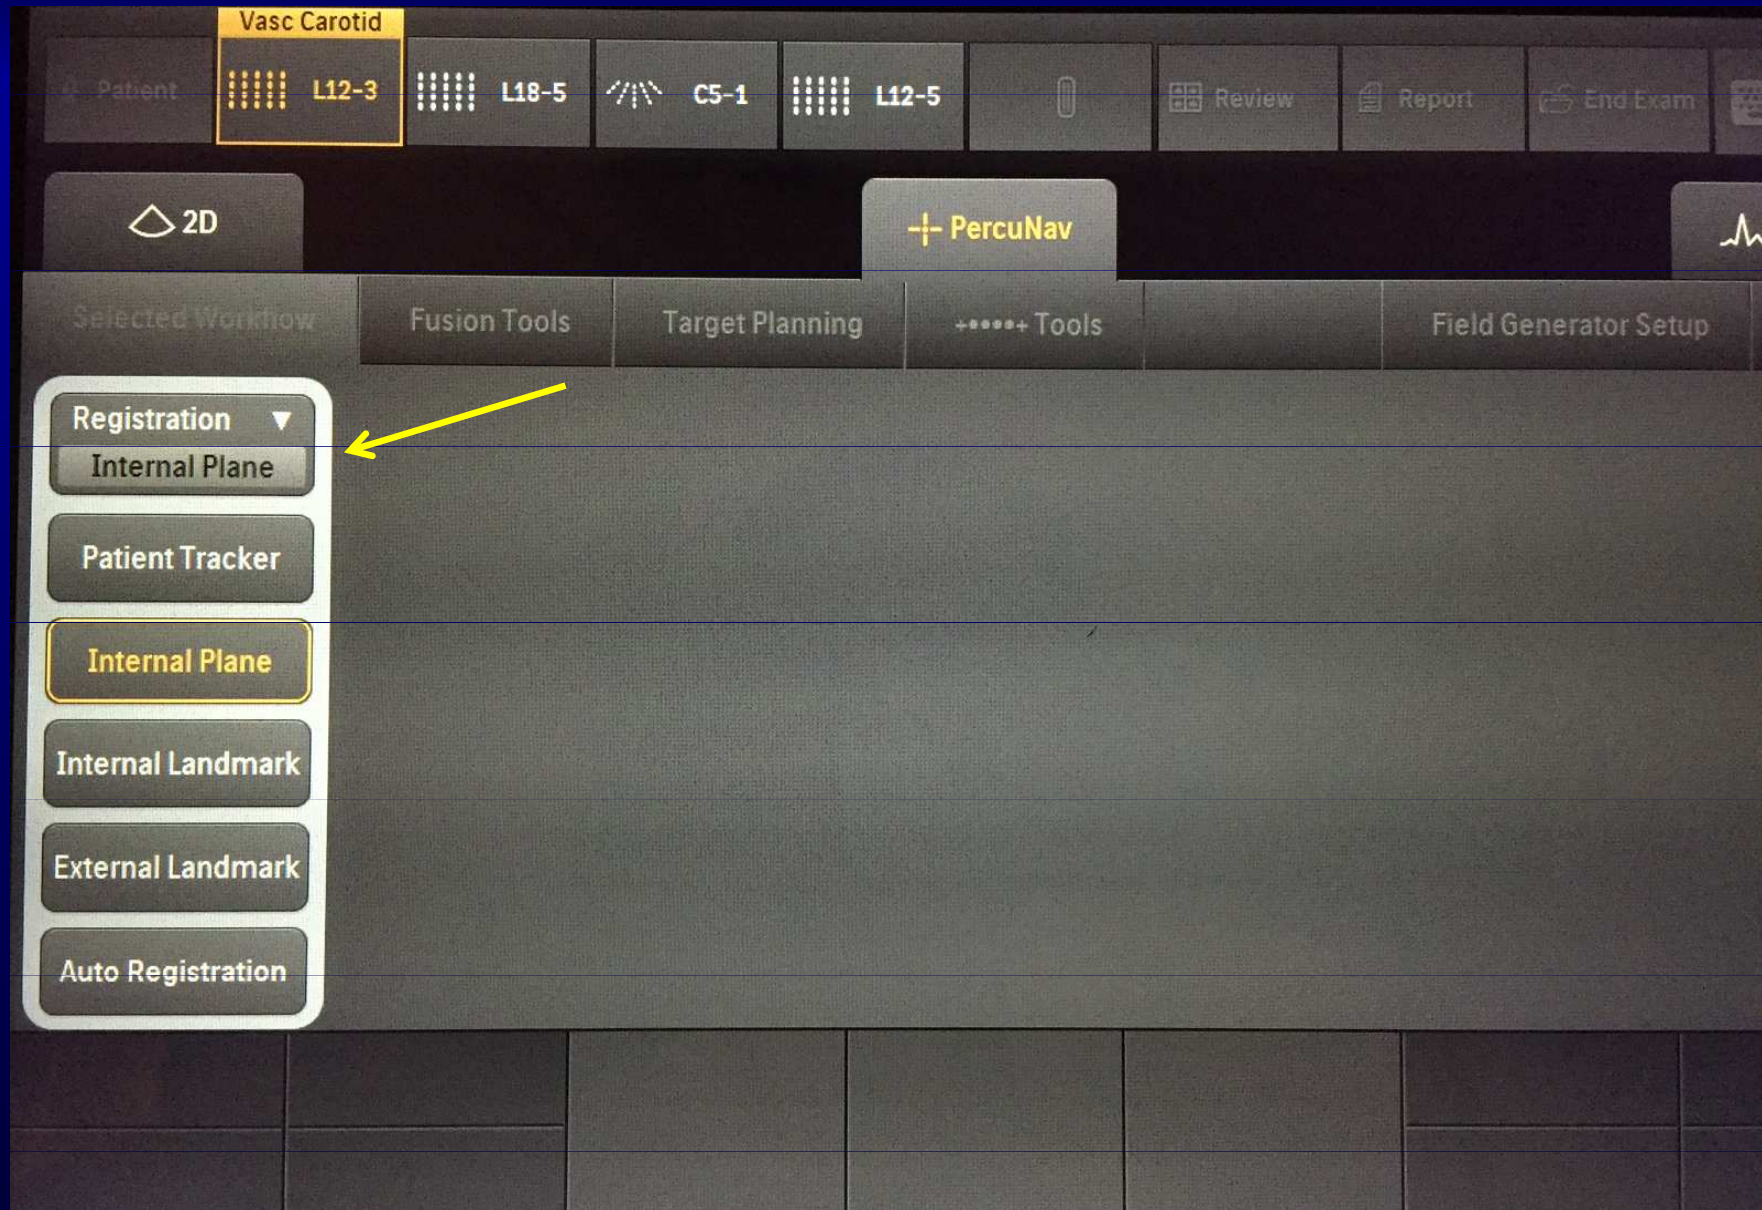 Vasc Carotid
Patient L12-3 L18-5 C5-1 L12-5 Review Report End Exam
2D PercuNav
Selected Workflow Fusion Tools Target Planning Tools Field Generator Setup
Registration
Internal Plane
Patient Tracker
Internal Plane
Internal Landmark
External Landmark
Auto Registration